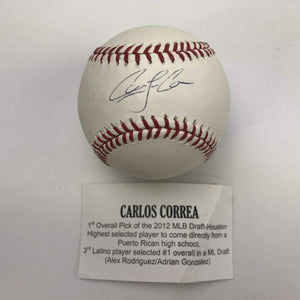 CARLOS CORREA
1st Overall Pick of the 2012 MLB Draft-Houston
Highest selected player to come directly from a
Puerto Rican high school,
3rd Latino player selected #1 overall in a ML Draft
(Alex Rodriguez/Adrian Gonzalez)